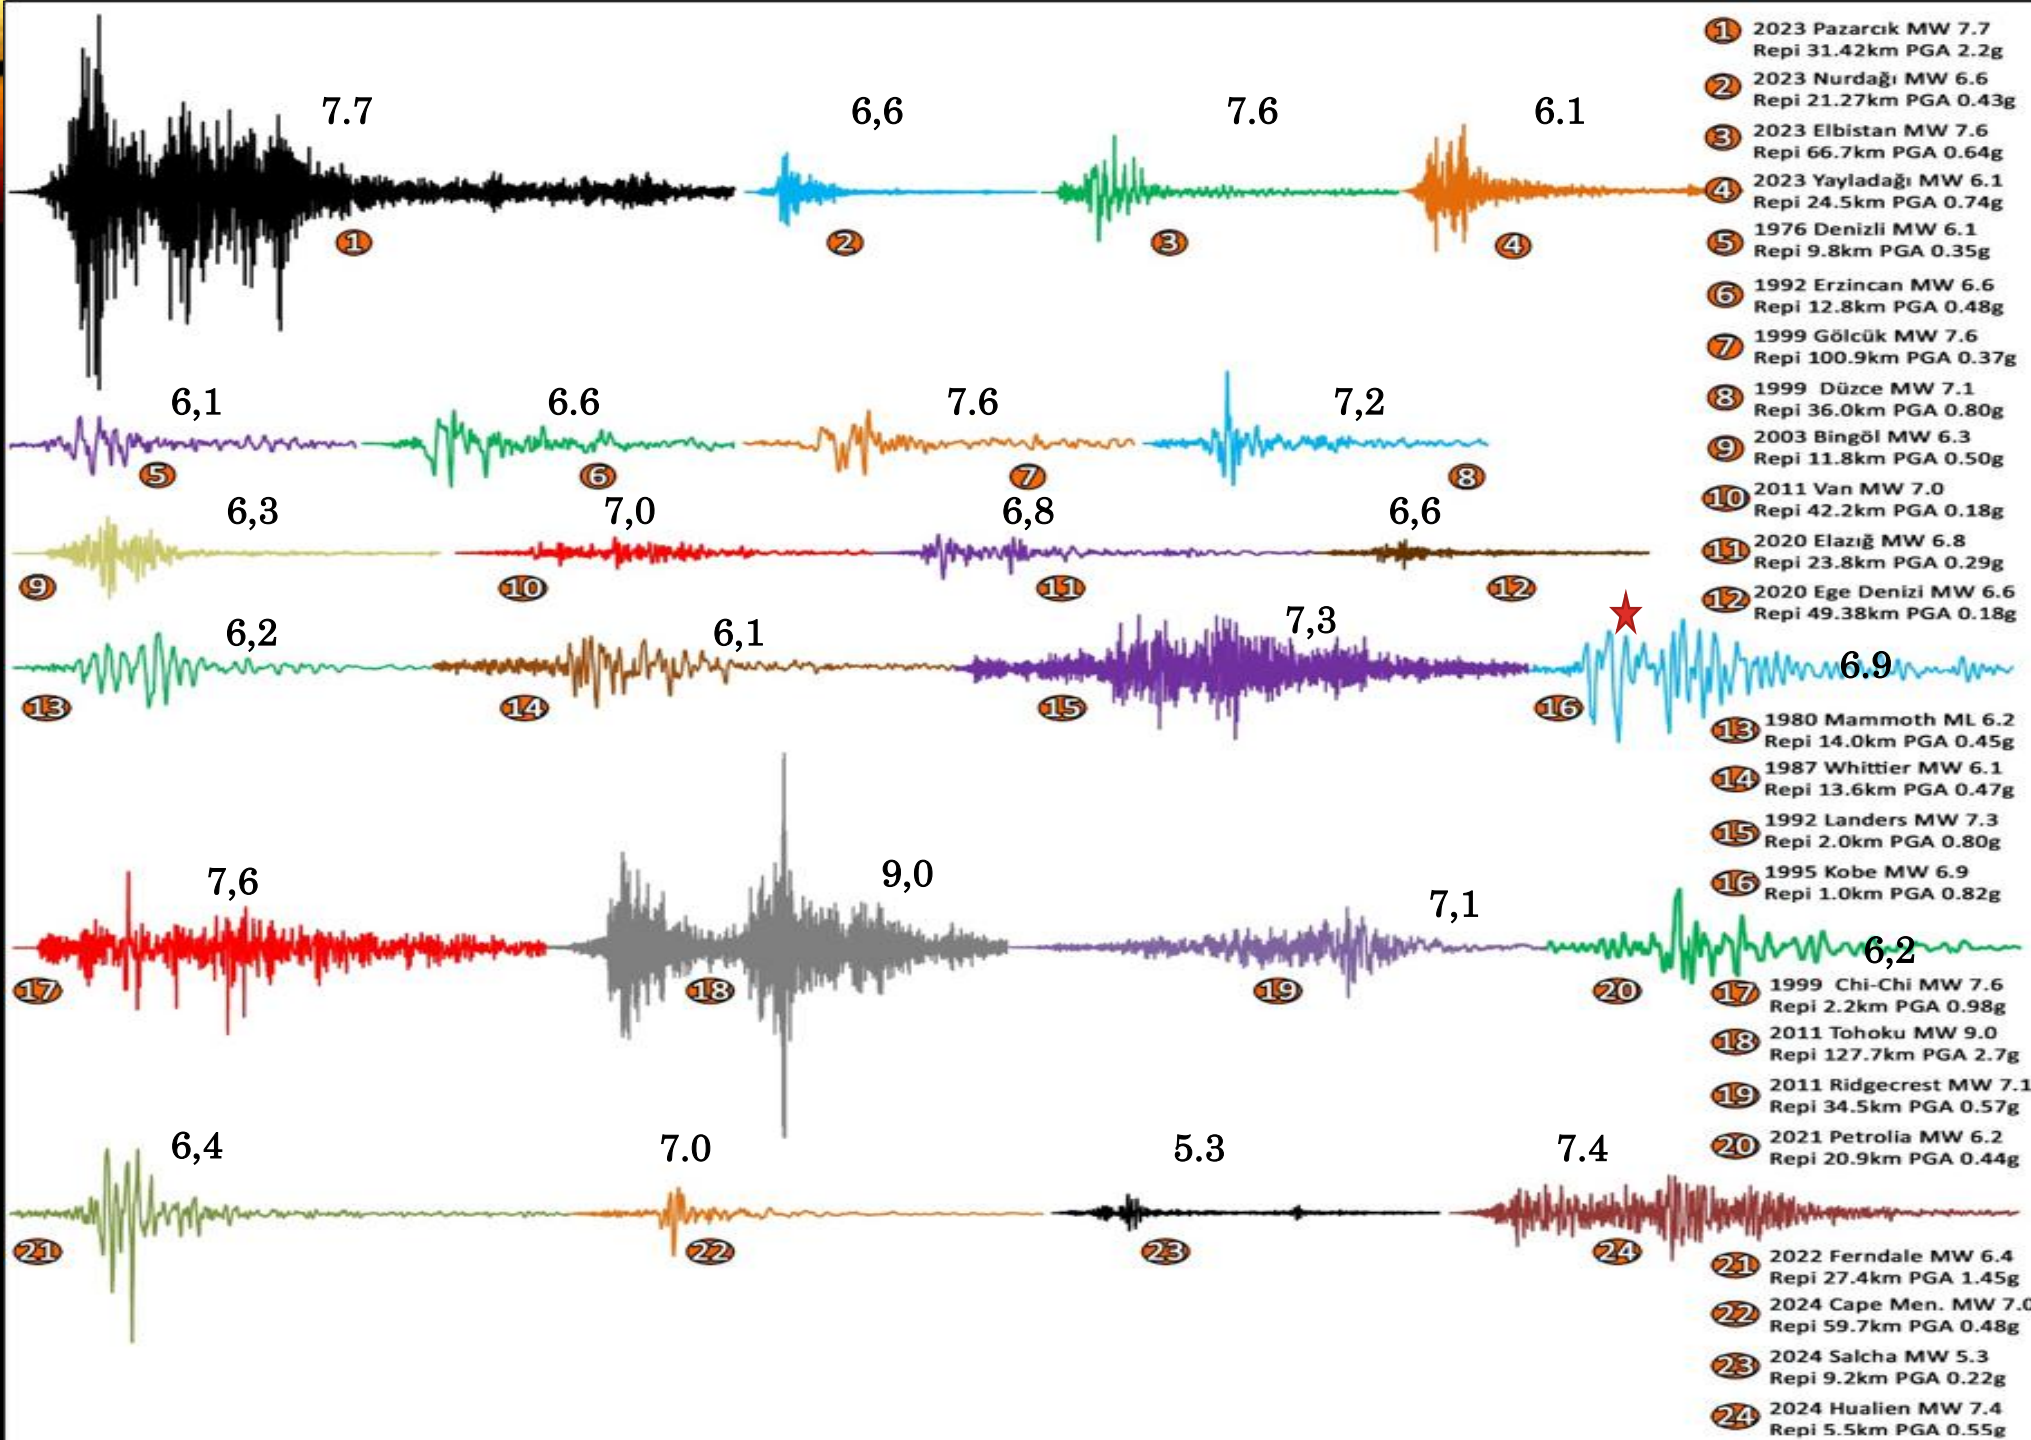 7.7
6,6
7.6
6.1
1
2
3
4
6,1
6.6
7.6
7,2
5
6
7
8
6,3
7,0
6,8
6,6
9
10
11
12
6,2
6,1
7,3
6.9
13
14
15
16
7,6
9,0
7,1
6,2
17
18
19
20
6,4
7.0
5.3
7.4
21
22
23
24
1 2023 Pazarcık MW 7.7
Repi 31.42km PGA 2.2g
2 2023 Nurdağı MW 6.6
Repi 21.27km PGA 0.43g
3 2023 Elbistan MW 7.6
Repi 66.7km PGA 0.64g
4 2023 Yayladağı MW 6.1
Repi 24.5km PGA 0.74g
5 1976 Denizli MW 6.1
Repi 9.8km PGA 0.35g
6 1992 Erzincan MW 6.6
Repi 12.8km PGA 0.48g
7 1999 Gölcük MW 7.6
Repi 100.9km PGA 0.37g
8 1999 Düzce MW 7.1
Repi 36.0km PGA 0.80g
9 2003 Bingöl MW 6.3
Repi 11.8km PGA 0.50g
10 2011 Van MW 7.0
Repi 42.2km PGA 0.18g
11 2020 Elazığ MW 6.8
Repi 23.8km PGA 0.29g
12 2020 Ege Denizi MW 6.6
Repi 49.38km PGA 0.18g
13 1980 Mammoth ML 6.2
Repi 14.0km PGA 0.45g
14 1987 Whittier MW 6.1
Repi 13.6km PGA 0.47g
15 1992 Landers MW 7.3
Repi 2.0km PGA 0.80g
16 1995 Kobe MW 6.9
Repi 1.0km PGA 0.82g
17 1999 Chi-Chi MW 7.6
Repi 2.2km PGA 0.98g
18 2011 Tohoku MW 9.0
Repi 127.7km PGA 2.7g
19 2011 Ridgecrest MW 7.1
Repi 34.5km PGA 0.57g
20 2021 Petrolia MW 6.2
Repi 20.9km PGA 0.44g
21 2022 Ferndale MW 6.4
Repi 27.4km PGA 1.45g
22 2024 Cape Men. MW 7.0
Repi 59.7km PGA 0.48g
23 2024 Salcha MW 5.3
Repi 9.2km PGA 0.22g
24 2024 Hualien MW 7.4
Repi 5.5km PGA 0.55g